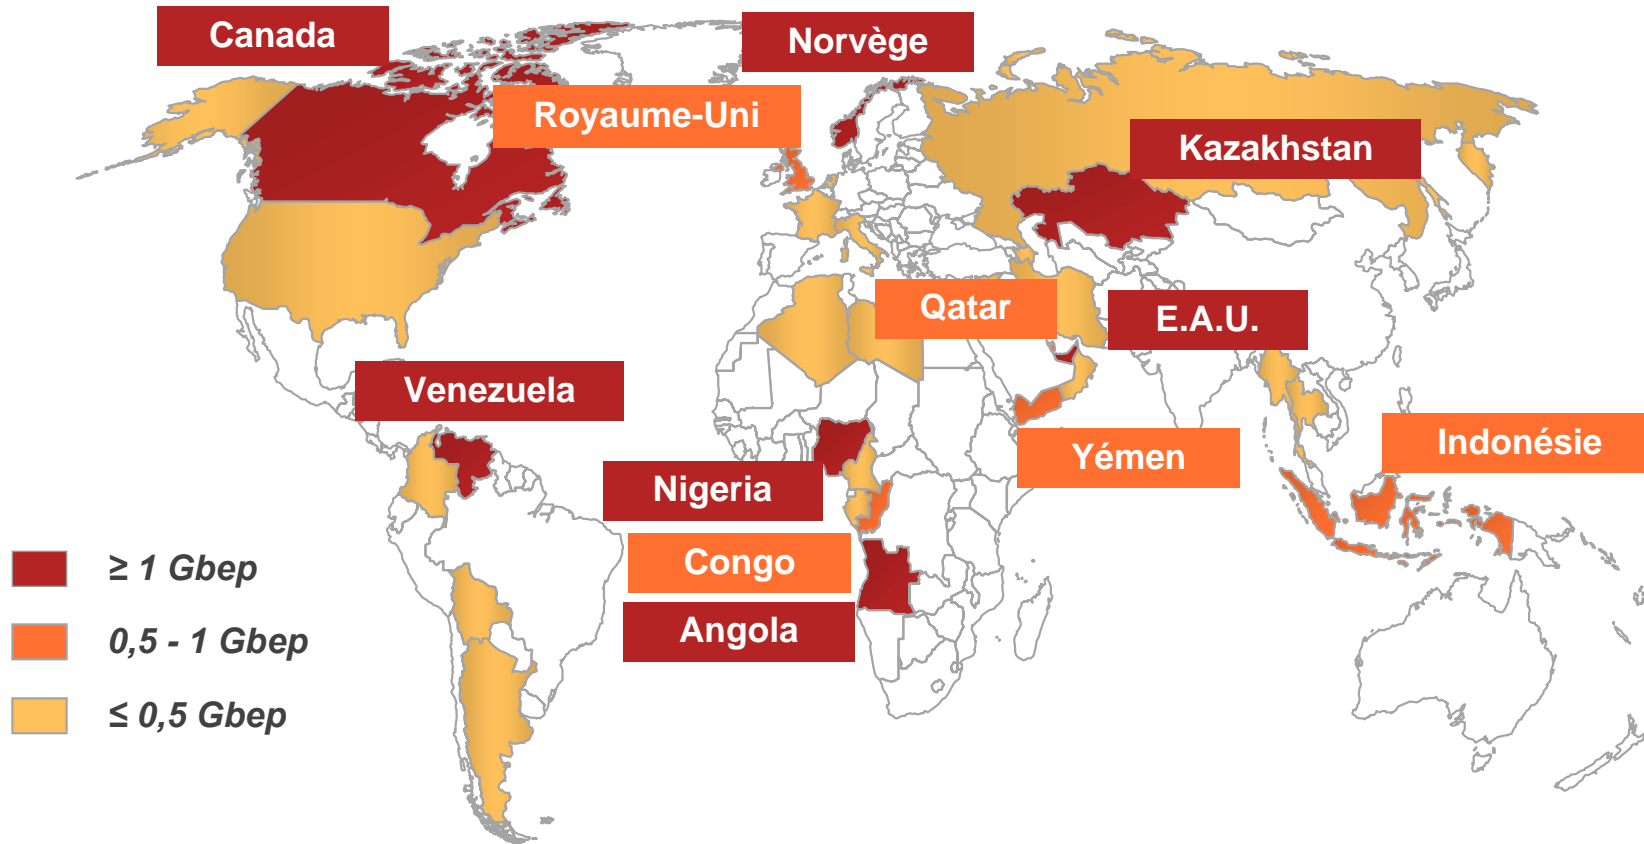 Canada
Norvège
Royaume-Uni
Kazakhstan
Qatar
E.A.U.
Venezuela
Yémen
Indonésie
Nigeria
Congo
Angola
≥ 1 Gbep
0,5 - 1 Gbep
≤ 0,5 Gbep